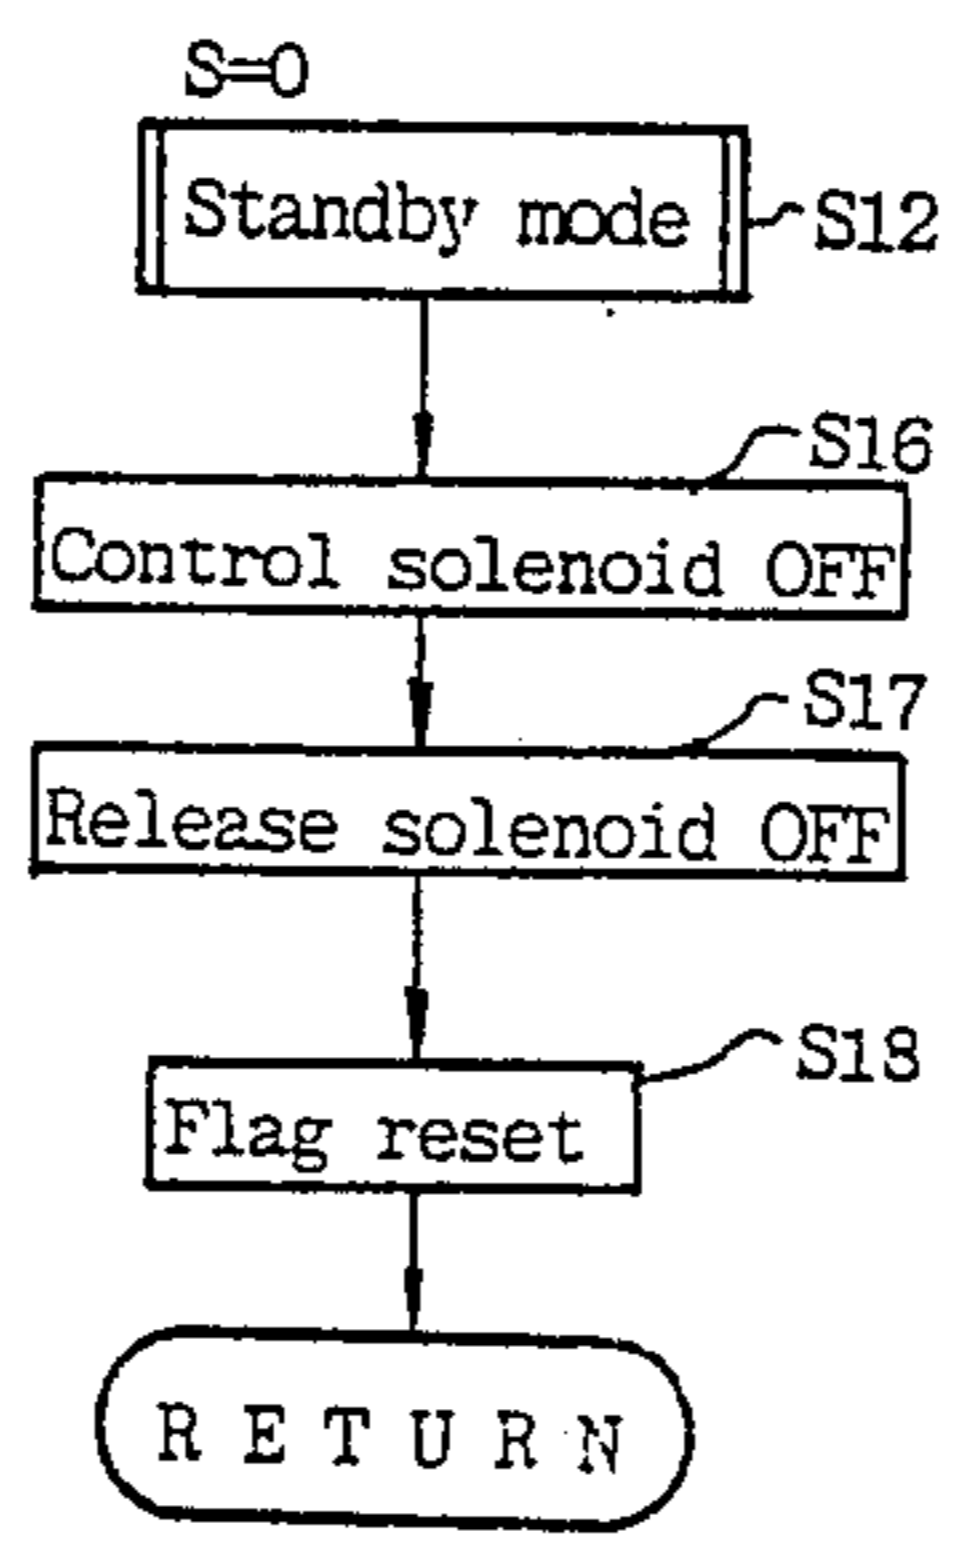 S=0
Standby mode
S12
S16
Control solenoid OFF
S17
Release solenoid OFF
S18
Flag reset
RETURN